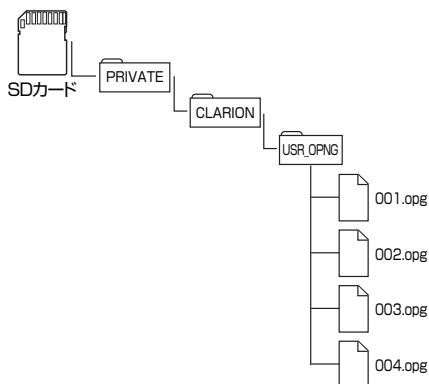 SDカード
PRIVATE
CLARION
USR_OPNG
001.opg
002.opg
003.opg
004.opg